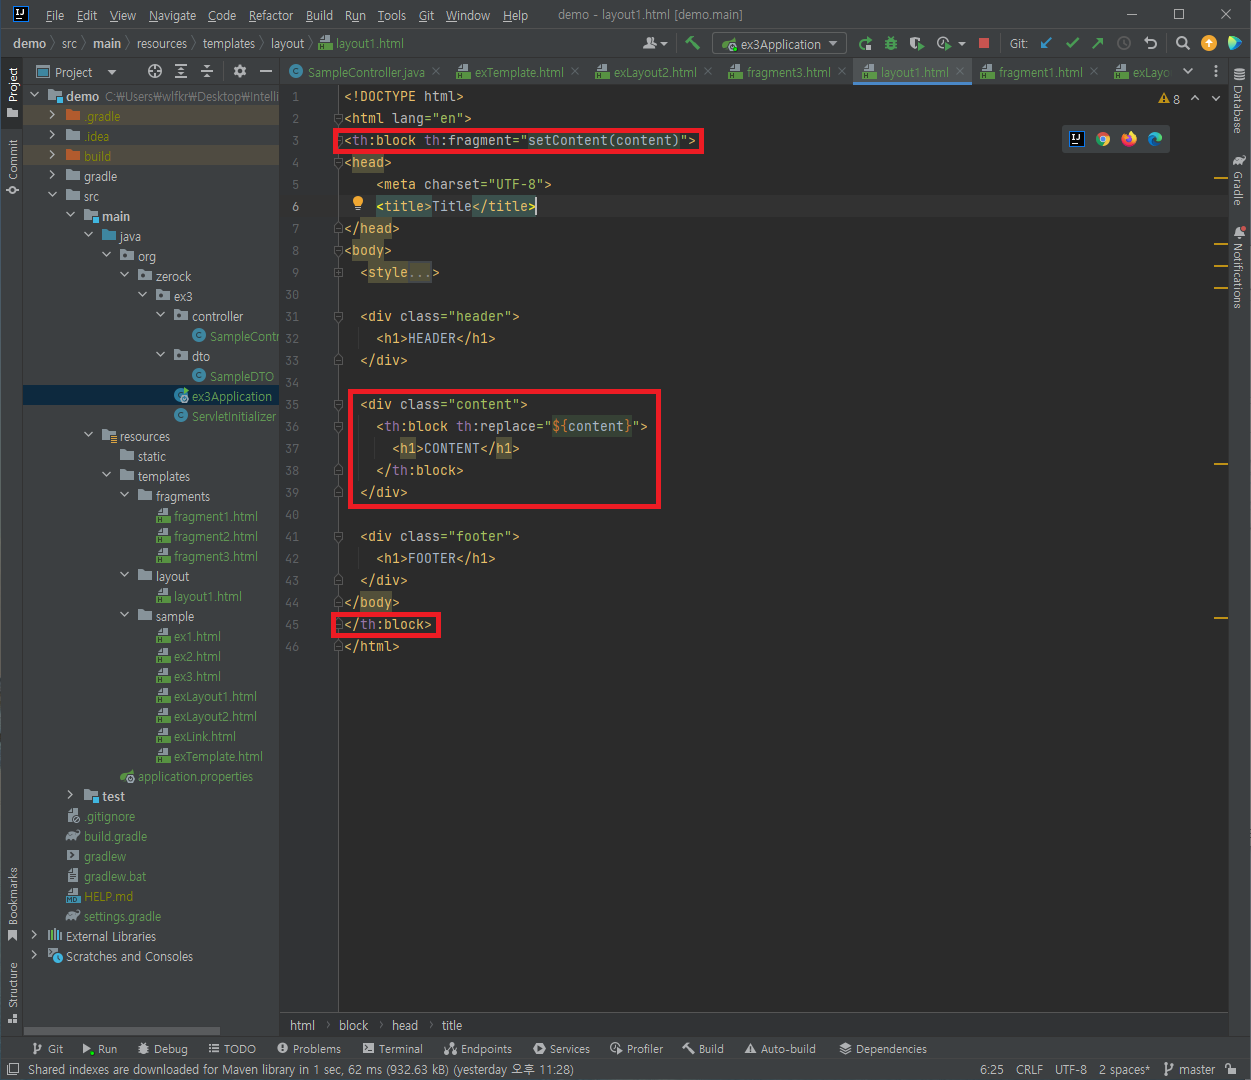 File Edit View Navigate Code Refactor Build Run Tools Git Window Help demo - layout1.html [demo.main]
demo src main resources templates layout layout1.html ex3Application Git:
Project SampleController.java exTemplate.html exLayout2.html fragment3.html layout1.html fragment1.html exLayo
Project
Commit
Bookmarks
Structure
demo C:₩Users₩wlfkr₩Desktop₩Intelli
.gradle
.idea
build
gradle
src
main
java
org
zerock
ex3
controller
SampleContr
dto
SampleDTO
ex3Application
ServletInitializer
resources
static
templates
fragments
fragment1.html
fragment2.html
fragment3.html
layout
layout1.html
sample
ex1.html
ex2.html
ex3.html
exLayout1.html
exLayout2.html
exLink.html
exTemplate.html
application.properties
test
.gitignore
build.gradle
gradlew
gradlew.bat
HELP.md
settings.gradle
External Libraries
Scratches and Consoles
1 <!DOCTYPE html>
2 <html lang="en">
3 <th:block th:fragment="setContent(content)">
4 <head>
5 <meta charset="UTF-8">
6 <title>Title</title>
7 </head>
8 <body>
9 <style...>
30
31 <div class="header">
32 <h1>HEADER</h1>
33 </div>
34
35 <div class="content">
36 <th:block th:replace="${content}">
37 <h1>CONTENT</h1>
38 </th:block>
39 </div>
40
41 <div class="footer">
42 <h1>FOOTER</h1>
43 </div>
44 </body>
45 </th:block>
46 </html>
8
Database
Gradle
Notifications
html block head title
Git Run Debug TODO Problems Terminal Endpoints Services Profiler Build Auto-build Dependencies
Shared indexes are downloaded for Maven library in 1 sec, 62 ms (932.63 kB) (yesterday 오후 11:28) 6:25 CRLF UTF-8 2 spaces* master